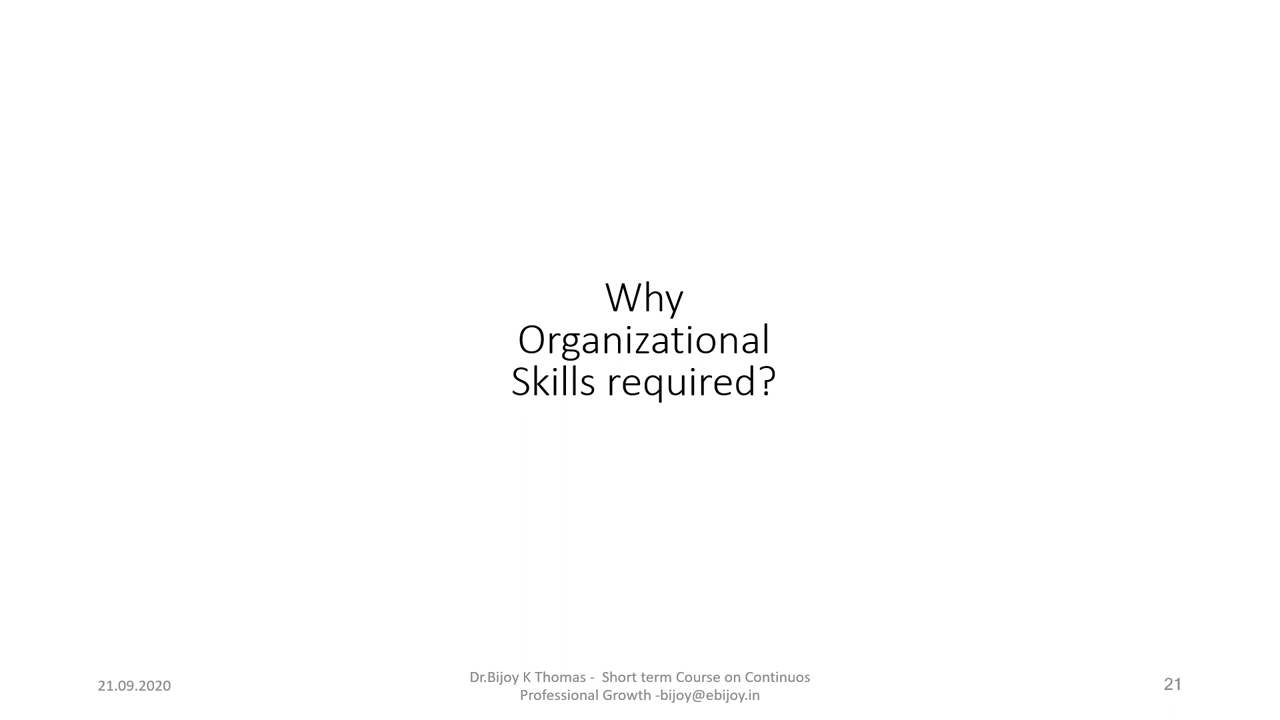 Why
Organizational
Skills required?
21.09.2020
Dr.Bijoy K Thomas - Short term Course on Continuos
Professional Growth -bijoy@ebijoy.in
21